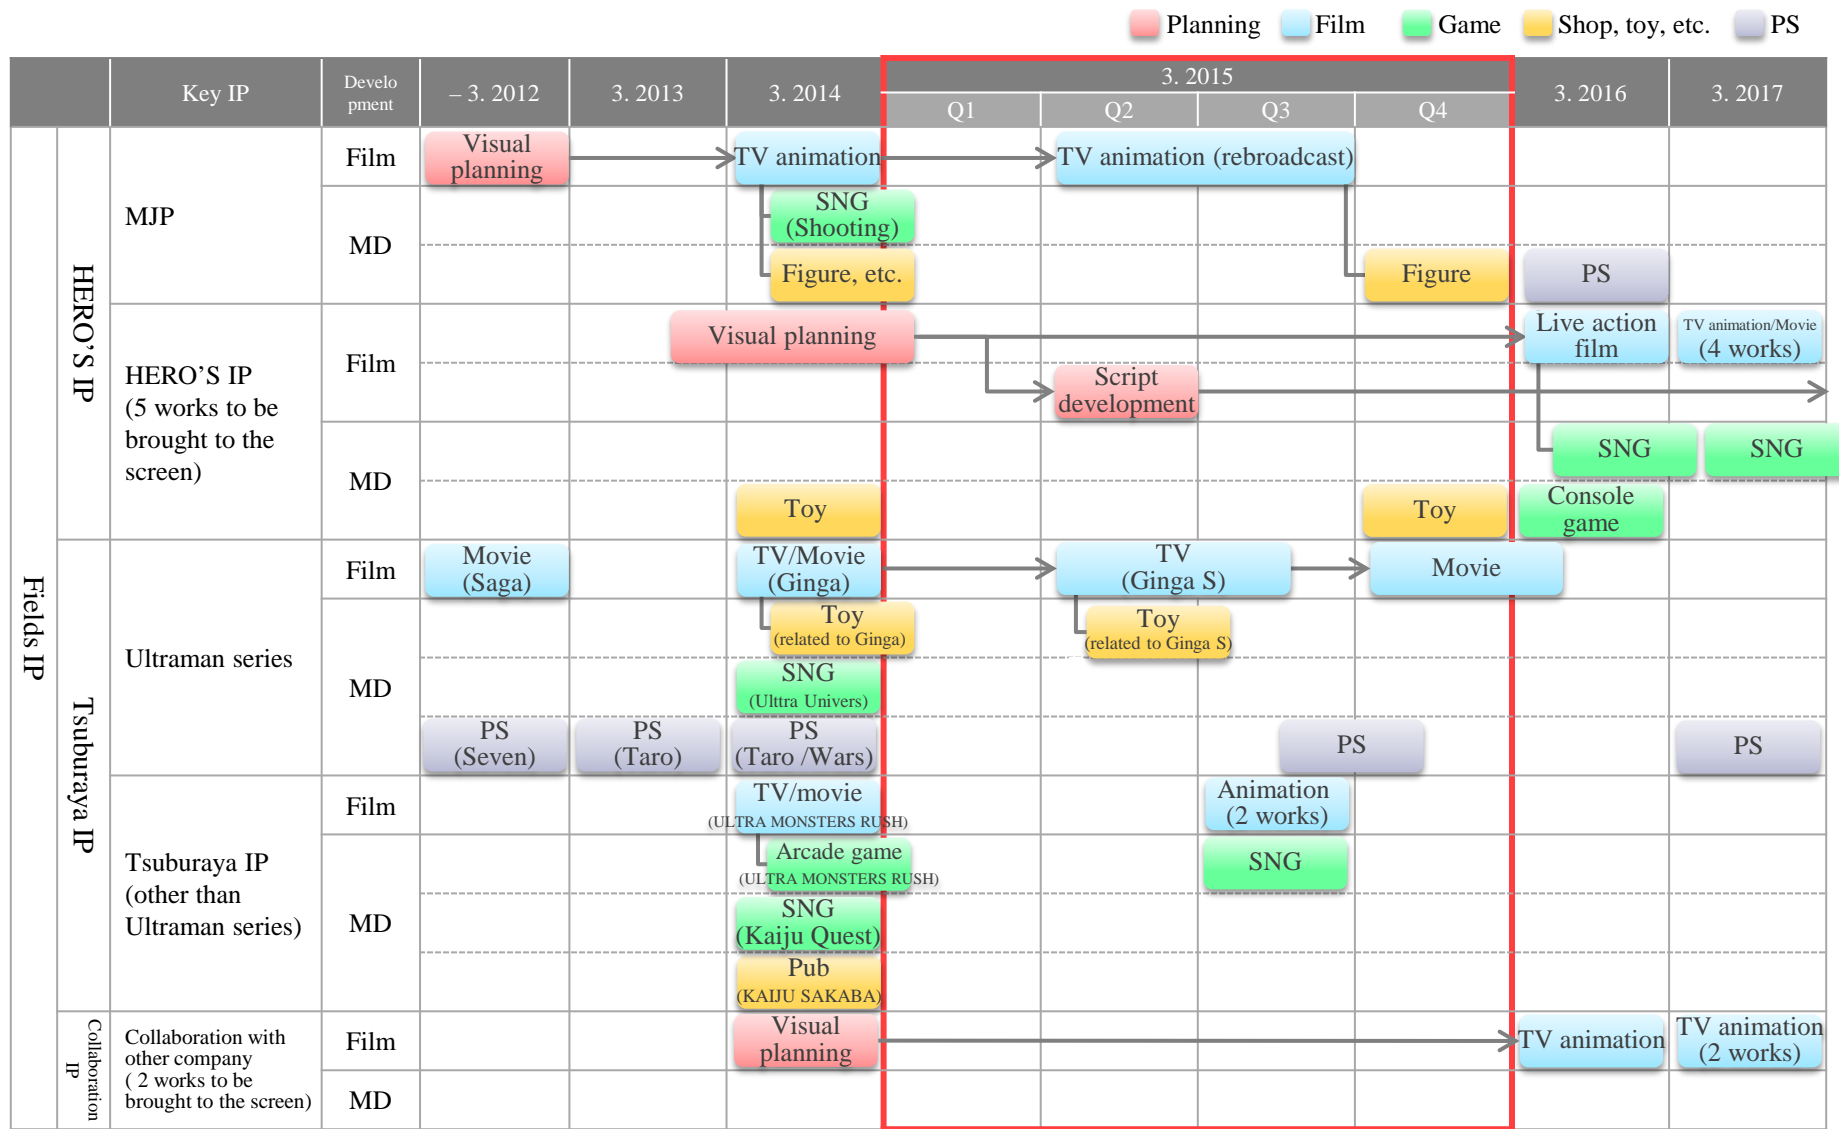 Planning
Film
Game
Shop, toy, etc.
PS
Key IP
Develo
pment
– 3. 2012
3. 2013
3. 2014
3. 2015
Q1
Q2
Q3
Q4
3. 2016
3. 2017
Fields IP
HERO'S IP
MJP
Film
Visual
planning
TV animation
TV animation (rebroadcast)
MD
SNG
(Shooting)
Figure, etc.
Figure
PS
HERO'S IP
(5 works to be
brought to the
screen)
Film
Visual planning
Live action
film
TV animation/Movie
(4 works)
Script
development
MD
SNG
SNG
Toy
Toy
Console
game
Tsuburaya IP
Ultraman series
Film
Movie
(Saga)
TV/Movie
(Ginga)
TV
(Ginga S)
Movie
MD
Toy
(related to Ginga)
Toy
(related to Ginga S)
SNG
(Ulttra Univers)
PS
(Seven)
PS
(Taro)
PS
(Taro /Wars)
PS
PS
Tsuburaya IP
(other than
Ultraman series)
Film
TV/movie
(ULTRA MONSTERS RUSH)
Animation
(2 works)
MD
Arcade game
(ULTRA MONSTERS RUSH)
SNG
SNG
(Kaiju Quest)
Pub
(KAIJU SAKABA)
Collaboration
IP
Collaboration with
other company
( 2 works to be
brought to the screen)
Film
Visual
planning
TV animation
TV animation
(2 works)
MD